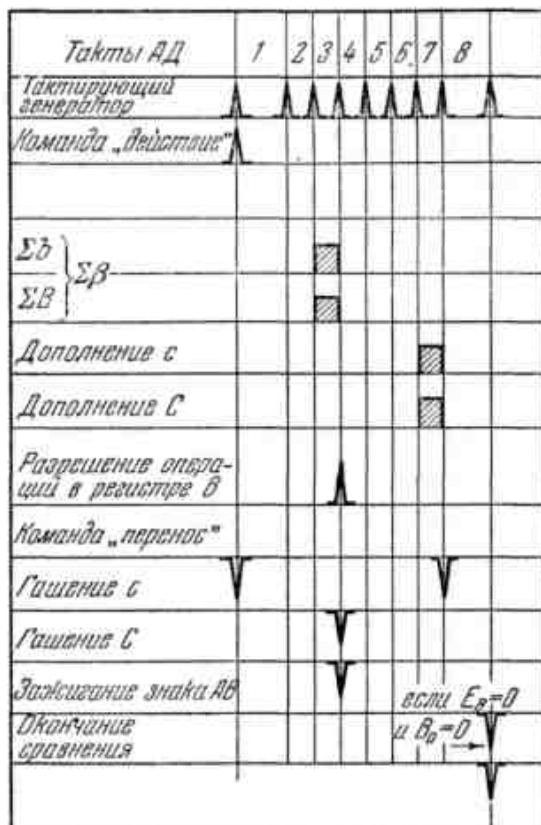 Такты АД 1 2 3 4 5 6 7 8
Тактирующий
генератор
Команда „действие"
Σb
ΣB } Σβ
Дополнение с
Дополнение С
Разрешение опера-
ций в регистре В
Команда „перенос"
Гашение с
Гашение С
Зажигание знака АВ
если Eв=0
Окончание
и B₀=0
сравнения